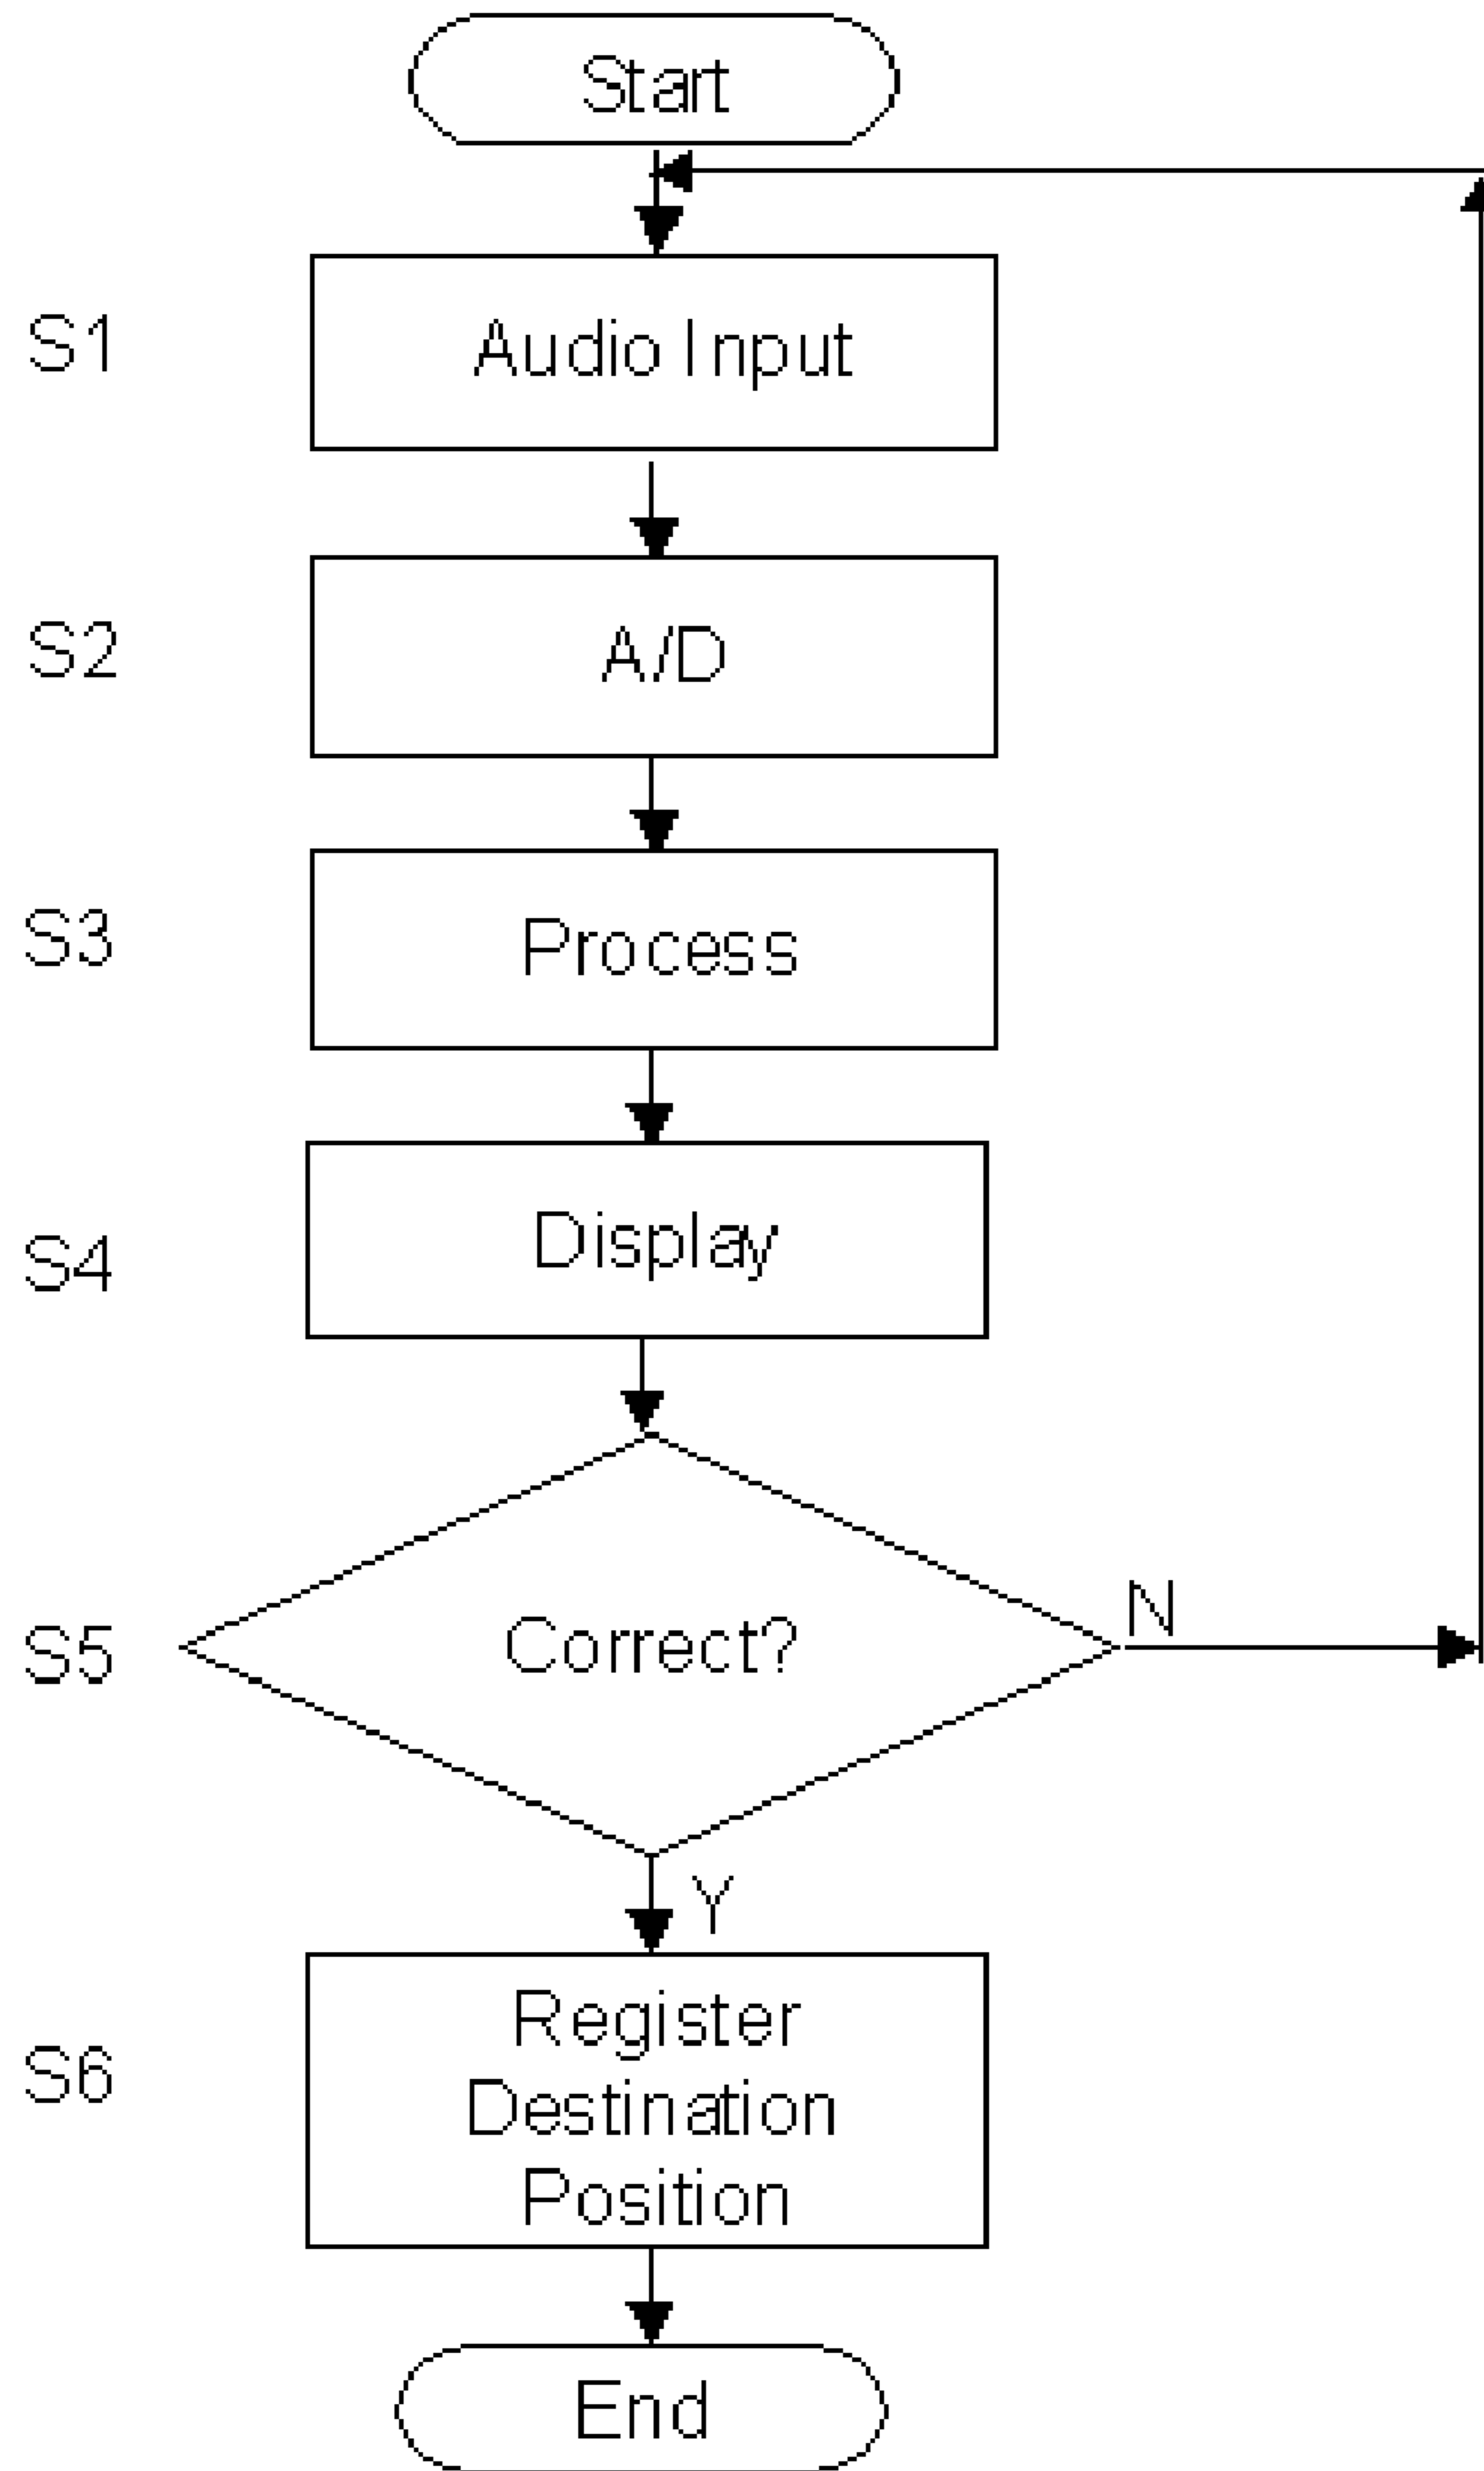 Start
S1
Audio Input
S2
A/D
S3
Process
S4
Display
S5
Correct?
N
Y
S6
Register
Destination
Position
End